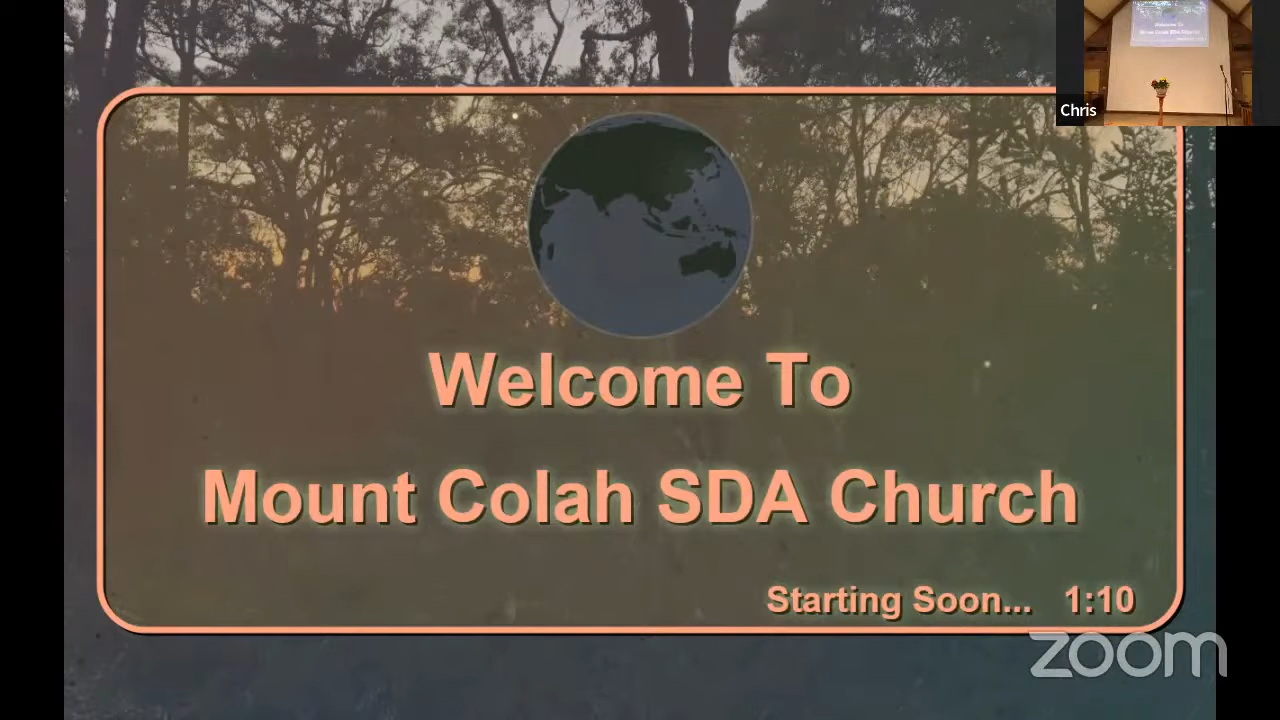 Chris
Welcome To
Mount Colah SDA Church
Starting Soon... 1:10
zoom